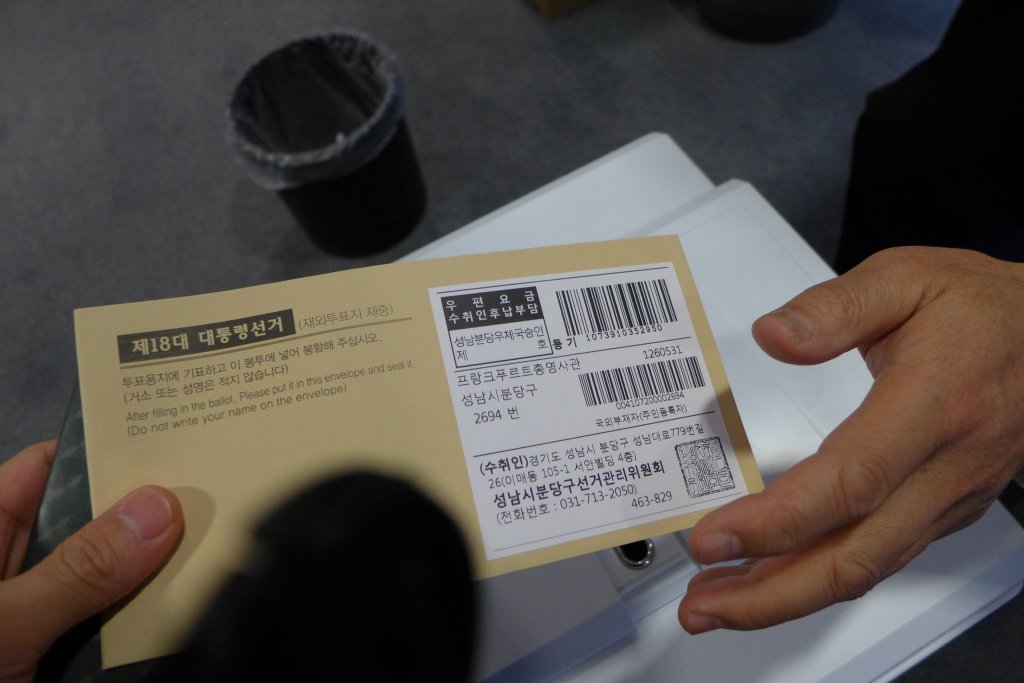 제18대 대통령선거 (재외투표지 재중)
투표용지에 기표하고 이 봉투에 넣어 봉함해 주십시오.
(거소 또는 성명은 적지 않습니다)
After filling in the ballot, Please put it in this envelope and seal it.
(Do not write your name on the envelope)
우 편 요 금
수취인후납부담
성남분당우체국승인
제 호
등기
1073910352950
프랑크푸르트총영사관
성남시분당구
2694 번
1260531
004107200002694
국외부재자(주민등록자)
(수취인)경기도 성남시 분당구 성남대로779번길
26(이매동 105-1 서안빌딩 4층)
성남시분당구선거관리위원회
(전화번호 : 031-713-2050)
463-829